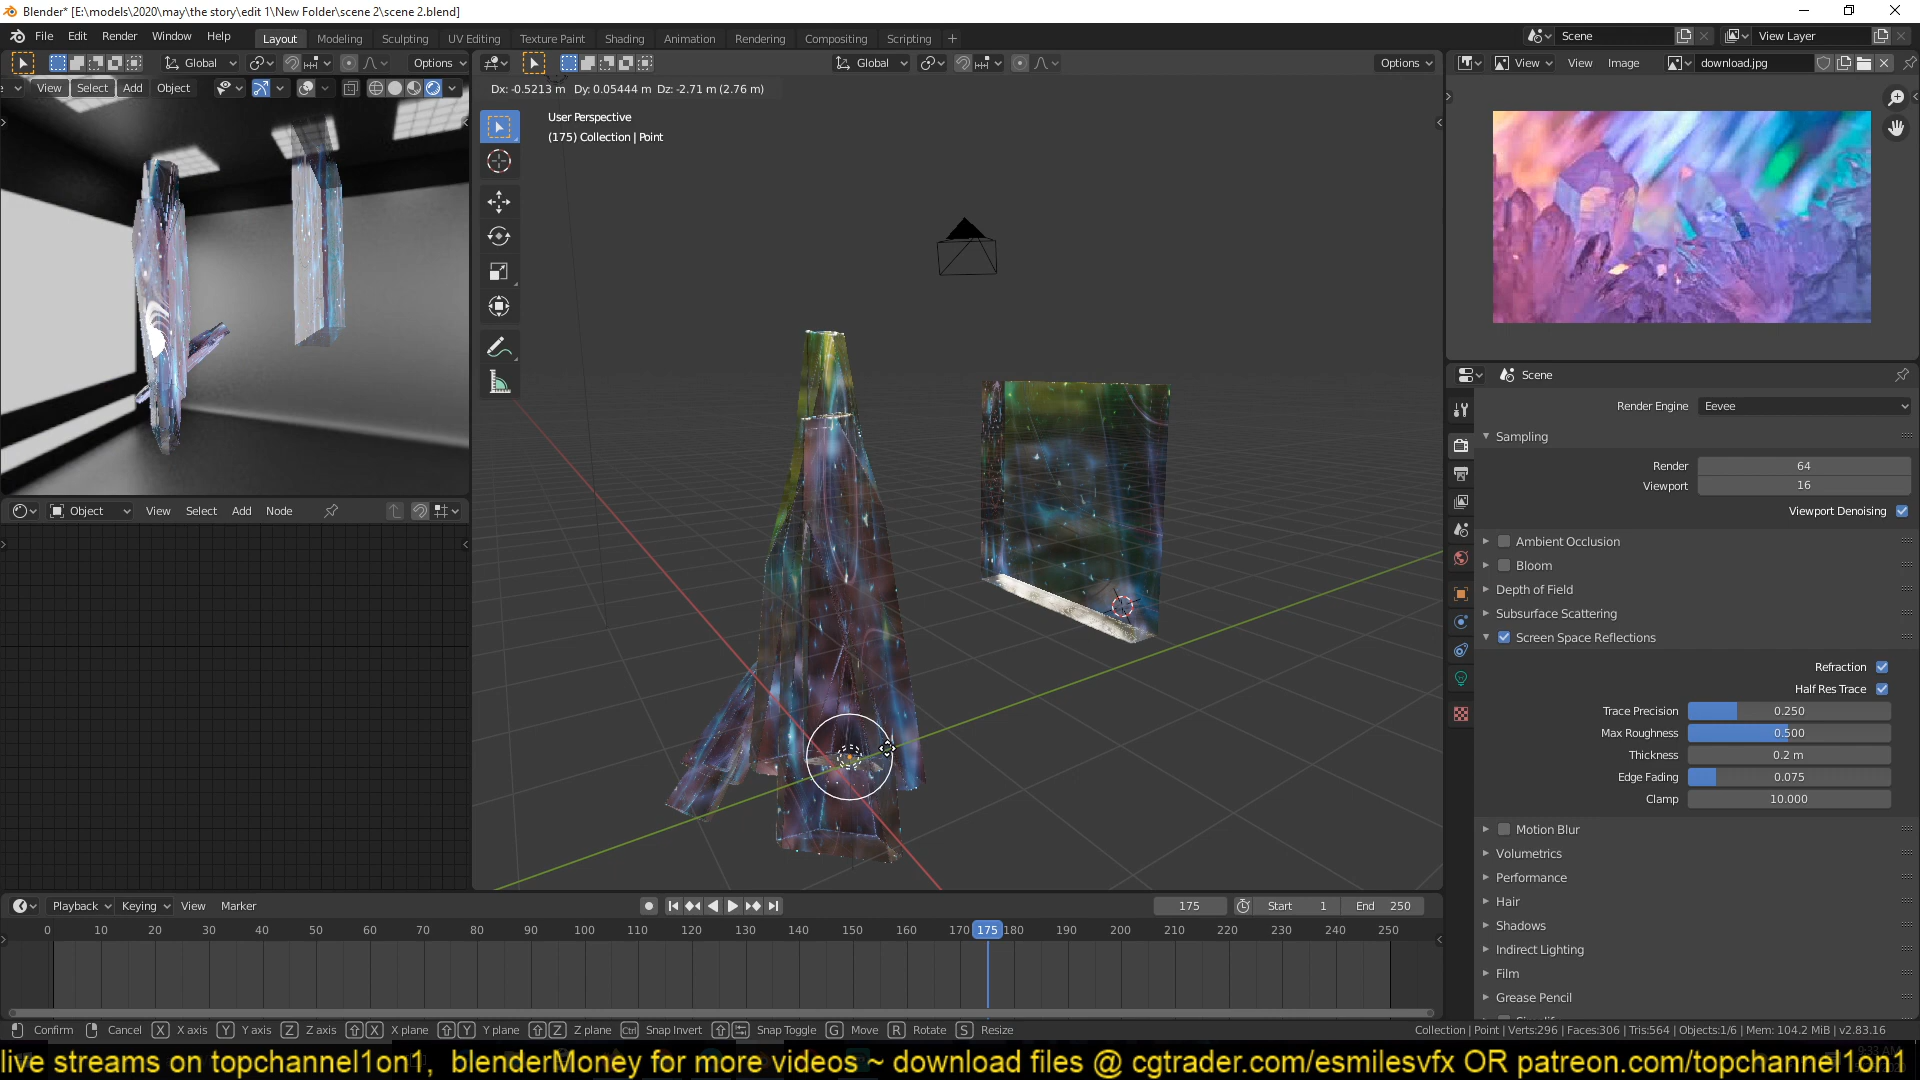 Blender* [E:\models\2020\may\the story\edit 1\New Folder\scene 2\scene 2.blend]
File Edit Render Window Help Layout Modeling Sculpting UV Editing Texture Paint Shading Animation Rendering Compositing Scripting + Scene View Layer
Global Options Global Options View View Image download.jpg
View Select Add Object
Dx: -0.5213 m Dy: 0.05444 m Dz: -2.71 m (2.76 m)
User Perspective
(175) Collection | Point
Scene
Render Engine Eevee
Sampling
Render 64
Viewport 16
Viewport Denoising
Ambient Occlusion
Bloom
Depth of Field
Subsurface Scattering
Screen Space Reflections
Refraction
Half Res Trace
Trace Precision 0.250
Max Roughness 0.500
Thickness 0.2 m
Edge Fading 0.075
Clamp 10.000
Motion Blur
Volumetrics
Performance
Hair
Shadows
Indirect Lighting
Film
Grease Pencil
Object View Select Add Node
Playback Keying View Marker 175 Start 1 End 250
0 10 20 30 40 50 60 70 80 90 100 110 120 130 140 150 160 170 175 180 190 200 210 220 230 240 250
Confirm Cancel X X axis Y Y axis Z Z axis X X plane Y Y plane Z Z plane Ctrl Snap Invert Snap Toggle G Move R Rotate S Resize
Collection | Point | Verts:296 | Faces:306 | Tris:564 | Objects:1/6 | Mem: 104.2 MiB | v2.83.16
live streams on topchannel1on1, blenderMoney for more videos ~ download files @ cgtrader.com/esmilesvfx OR patreon.com/topchannel1on1